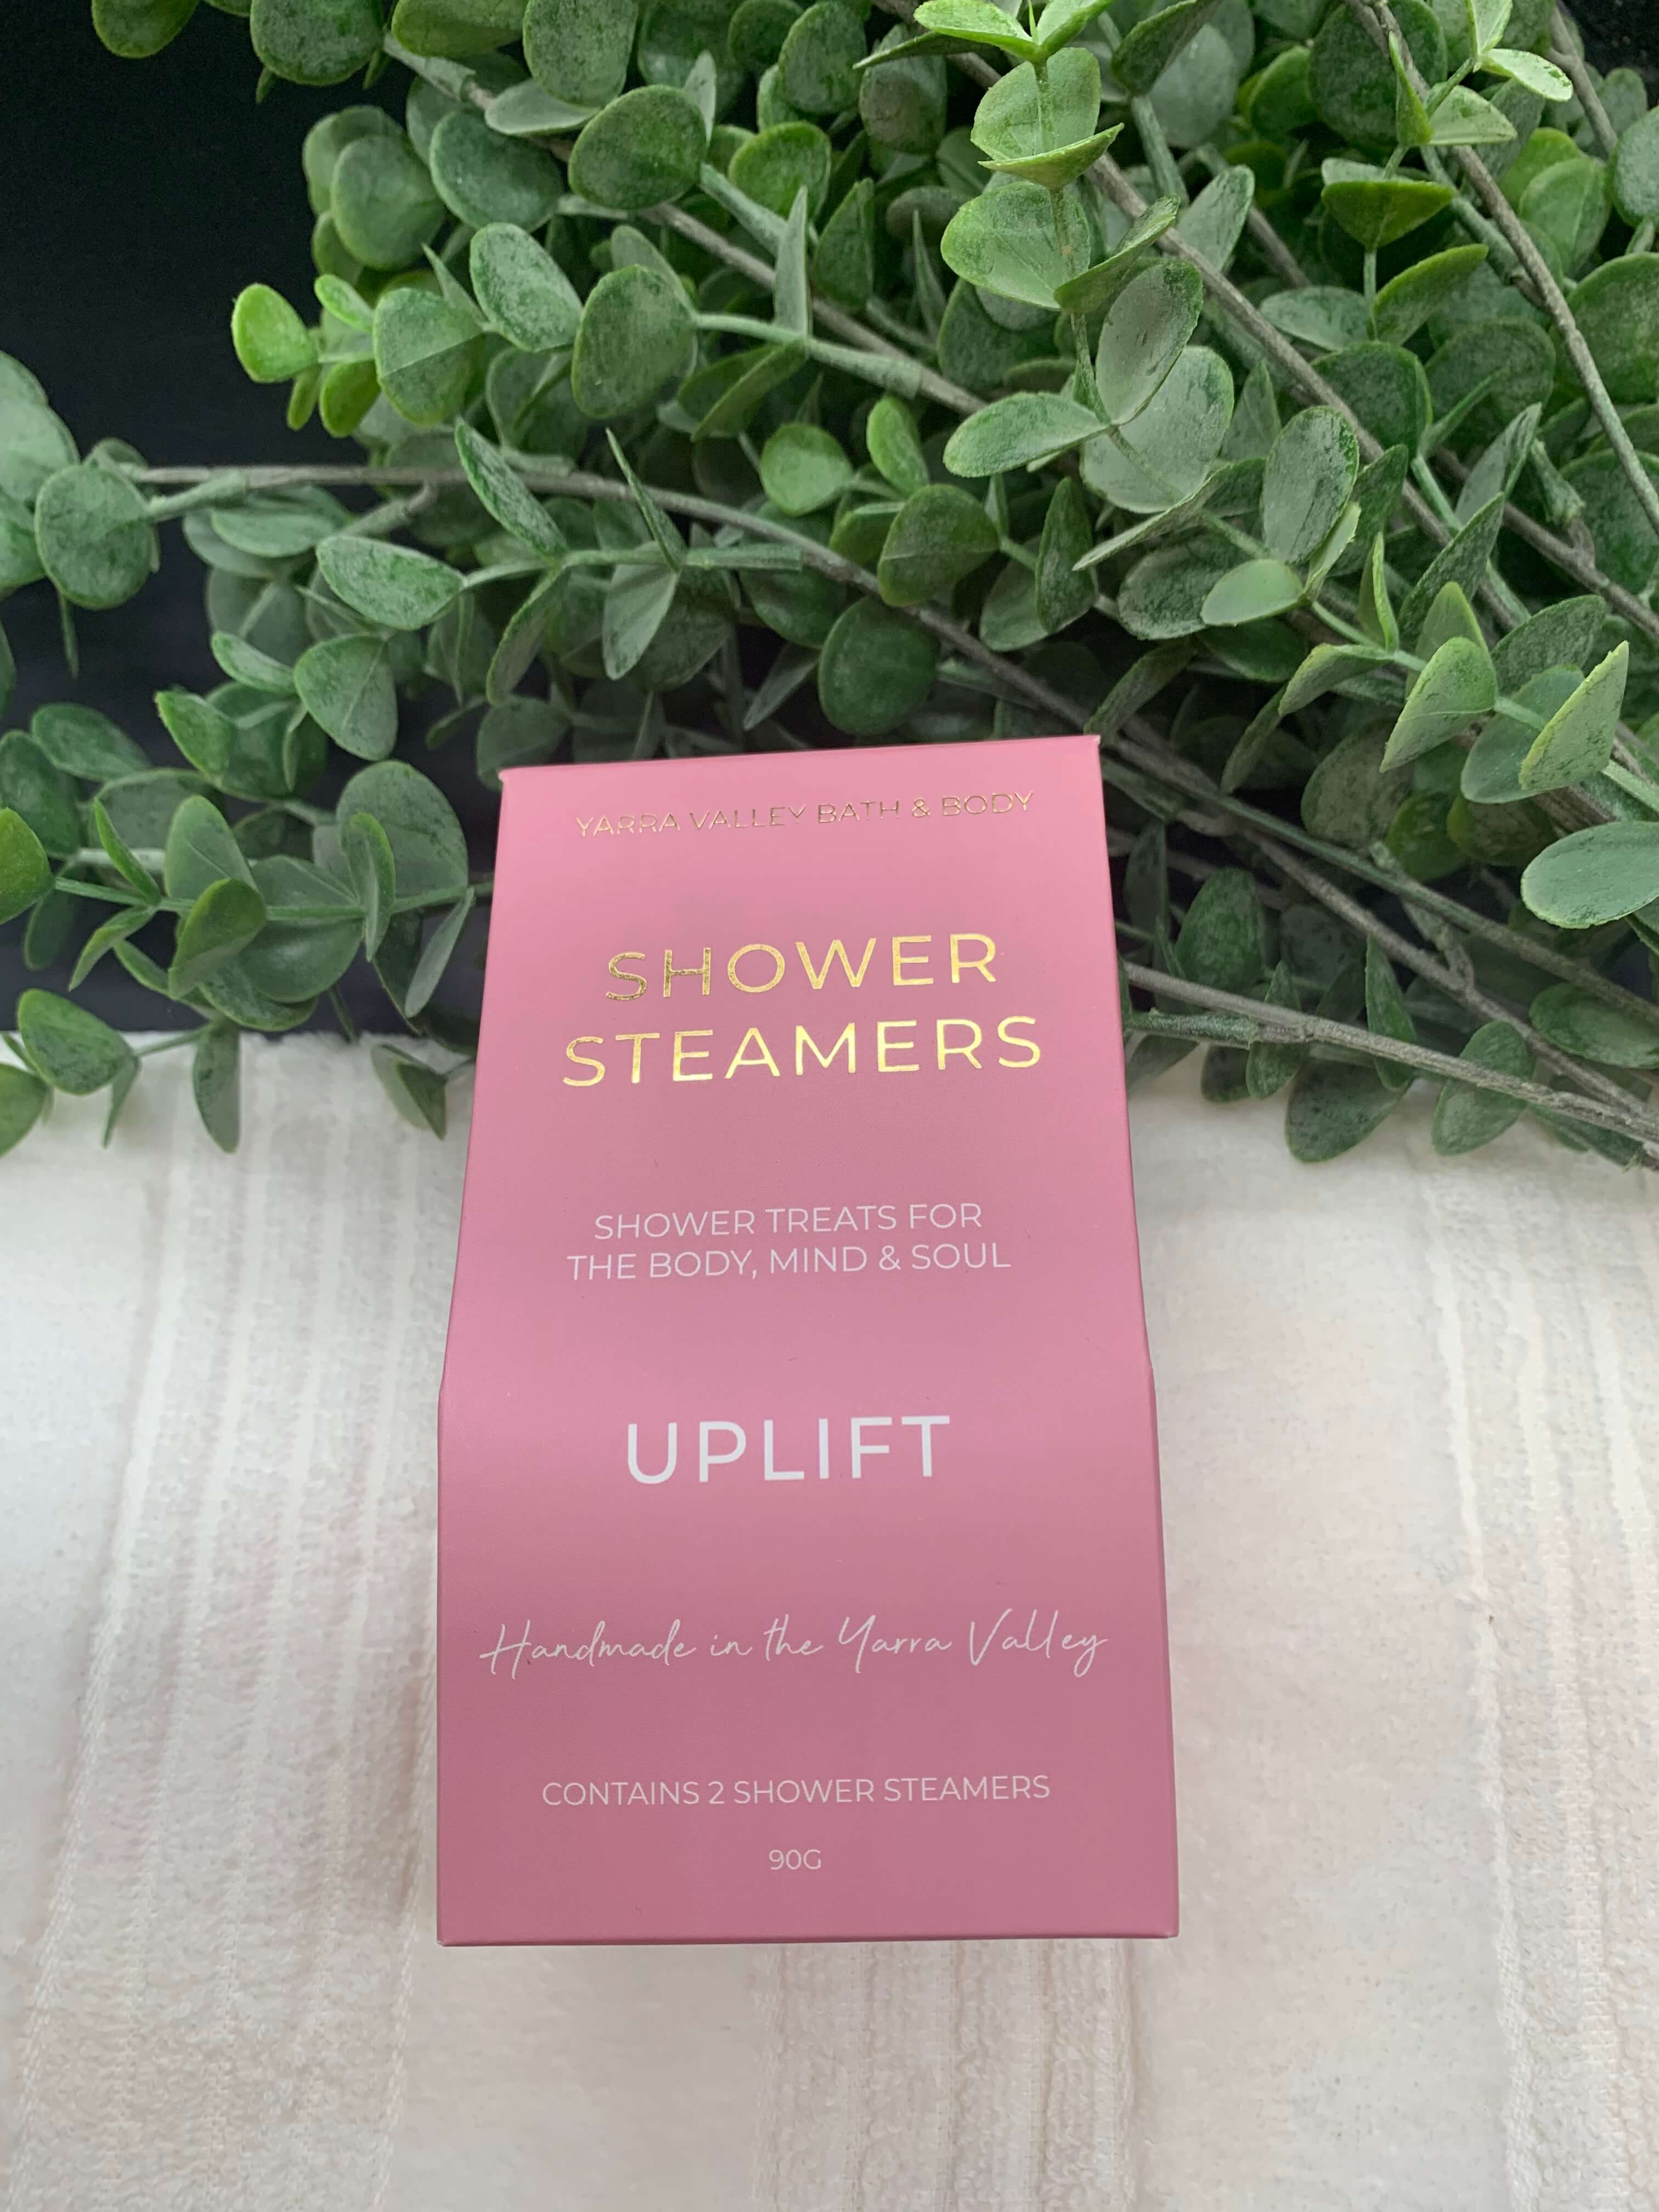 YARRA VALLEY BATH & BODY
SHOWER
STEAMERS
SHOWER TREATS FOR
THE BODY, MIND & SOUL
UPLIFT
Handmade in the Yarra Valley
CONTAINS 2 SHOWER STEAMERS
90G